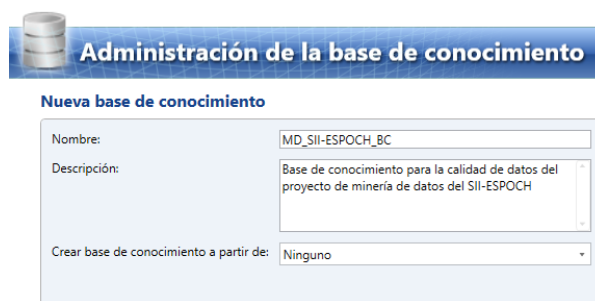 Administración de la base de conocimiento
Nueva base de conocimiento
Nombre: MD_SII-ESPOCH_BC
Descripción: Base de conocimiento para la calidad de datos del
proyecto de minería de datos del SII-ESPOCH
Crear base de conocimiento a partir de: Ninguno